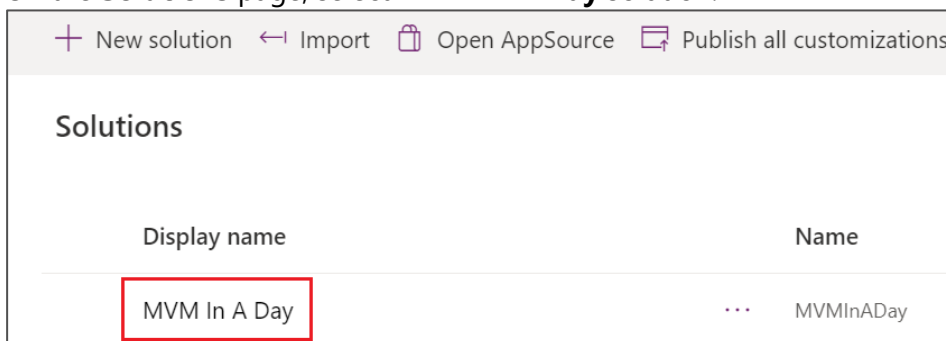 + New solution Import Open AppSource Publish all customizations
Solutions
Display name Name
MVM In A Day ... MVMInADay